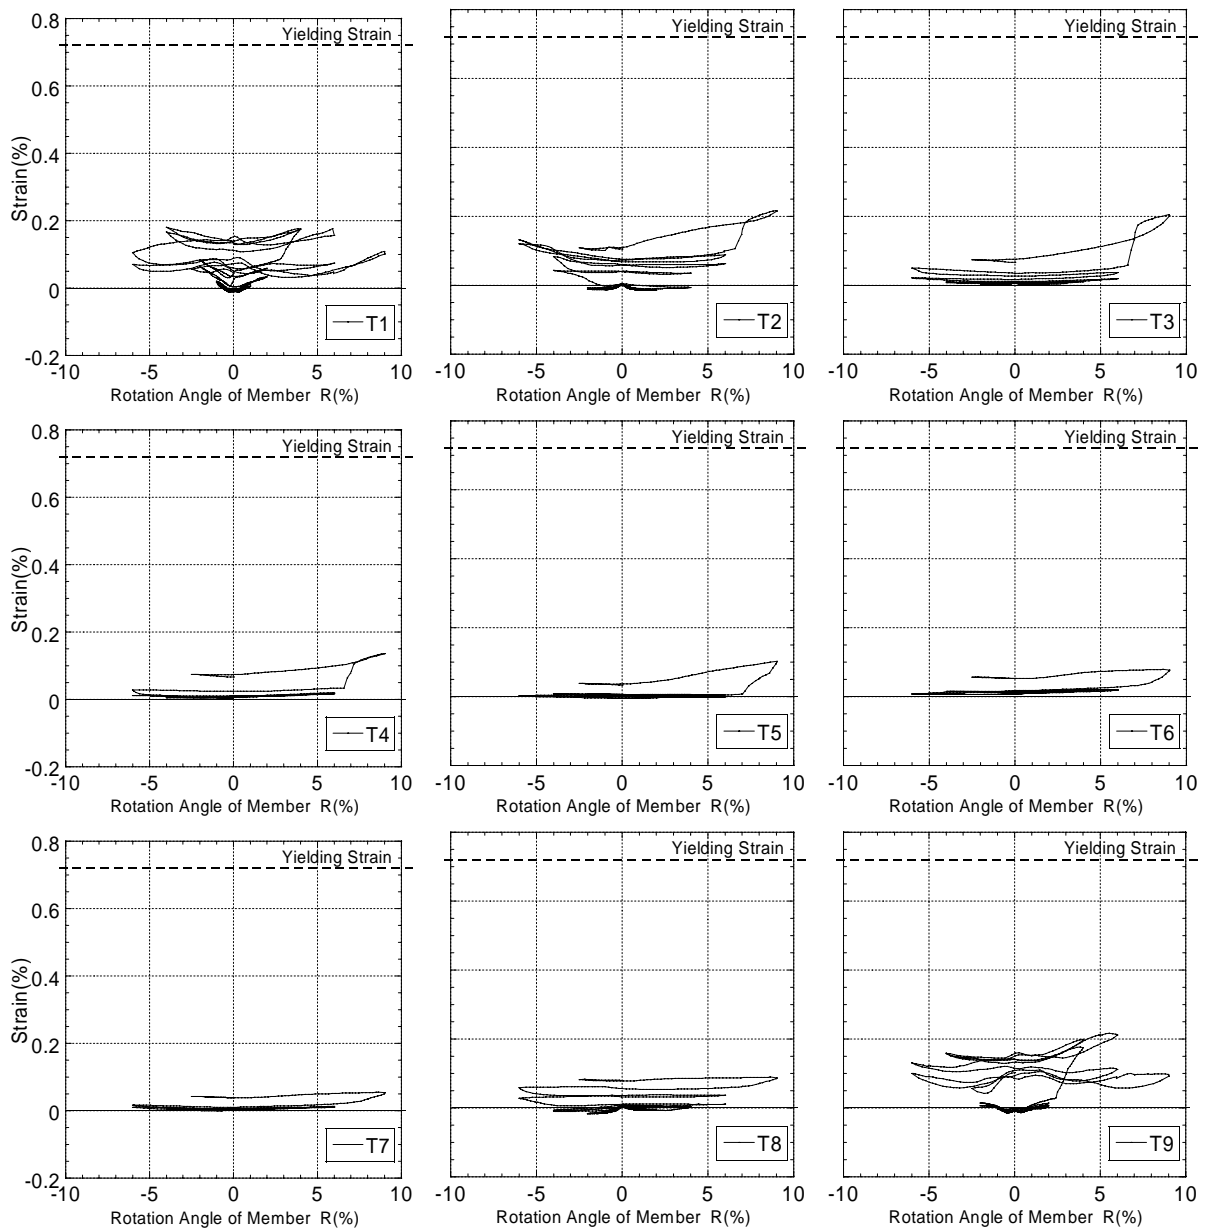 0.8
Yielding Strain
Yielding Strain
Yielding Strain
0.6
0.4
Strain(%)
0.2
0
T1
T2
T3
-0.2
-10 -5 0 5 10
-10 -5 0 5 10
-10 -5 0 5 10
Rotation Angle of Member R(%)
Rotation Angle of Member R(%)
Rotation Angle of Member R(%)
0.8
Yielding Strain
Yielding Strain
Yielding Strain
0.6
0.4
Strain(%)
0.2
0
T4
T5
T6
-0.2
-10 -5 0 5 10
-10 -5 0 5 10
-10 -5 0 5 10
Rotation Angle of Member R(%)
Rotation Angle of Member R(%)
Rotation Angle of Member R(%)
0.8
Yielding Strain
Yielding Strain
Yielding Strain
0.6
0.4
Strain(%)
0.2
0
T7
T8
T9
-0.2
-10 -5 0 5 10
-10 -5 0 5 10
-10 -5 0 5 10
Rotation Angle of Member R(%)
Rotation Angle of Member R(%)
Rotation Angle of Member R(%)